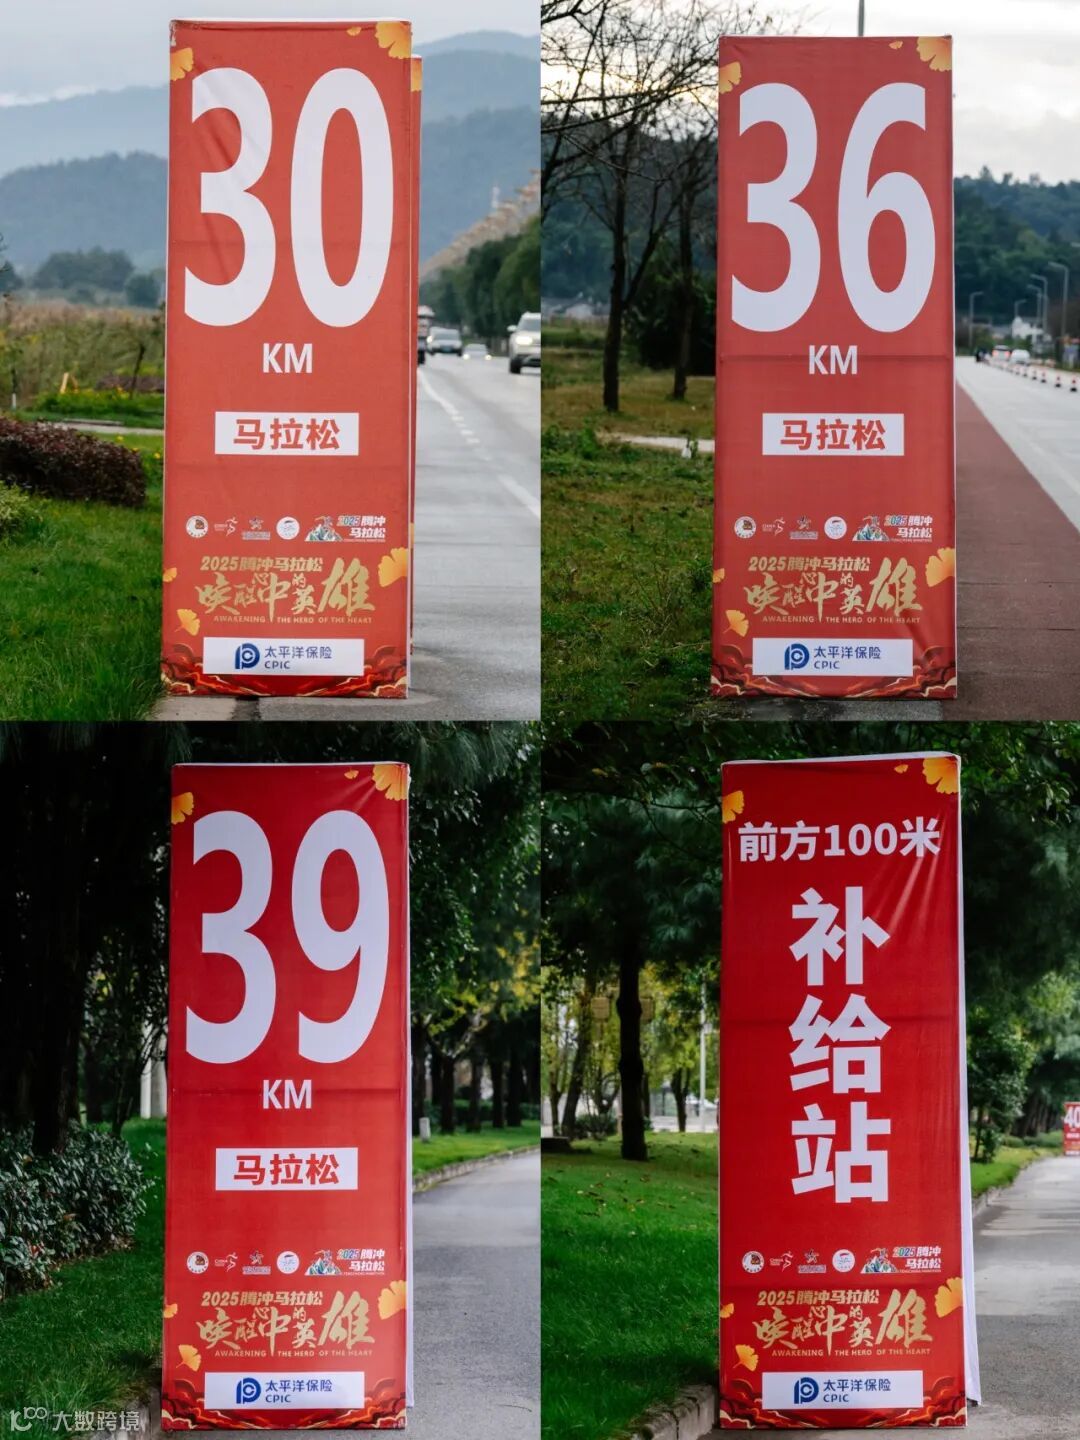 30
KM
马拉松
2025腾冲
马拉松
2025腾冲马拉松
唤醒心中的英雄
AWAKENING THE HERO OF THE HEART
太平洋保险
CPIC
36
KM
马拉松
2025腾冲
马拉松
2025腾冲马拉松
唤醒心中的英雄
AWAKENING THE HERO OF THE HEART
太平洋保险
CPIC
39
KM
马拉松
2025腾冲
马拉松
2025腾冲马拉松
唤醒心中的英雄
AWAKENING THE HERO OF THE HEART
太平洋保险
CPIC
前方100米
补给站
2025腾冲
马拉松
2025腾冲马拉松
唤醒心中的英雄
AWAKENING THE HERO OF THE HEART
太平洋保险
CPIC
40
大数跨境